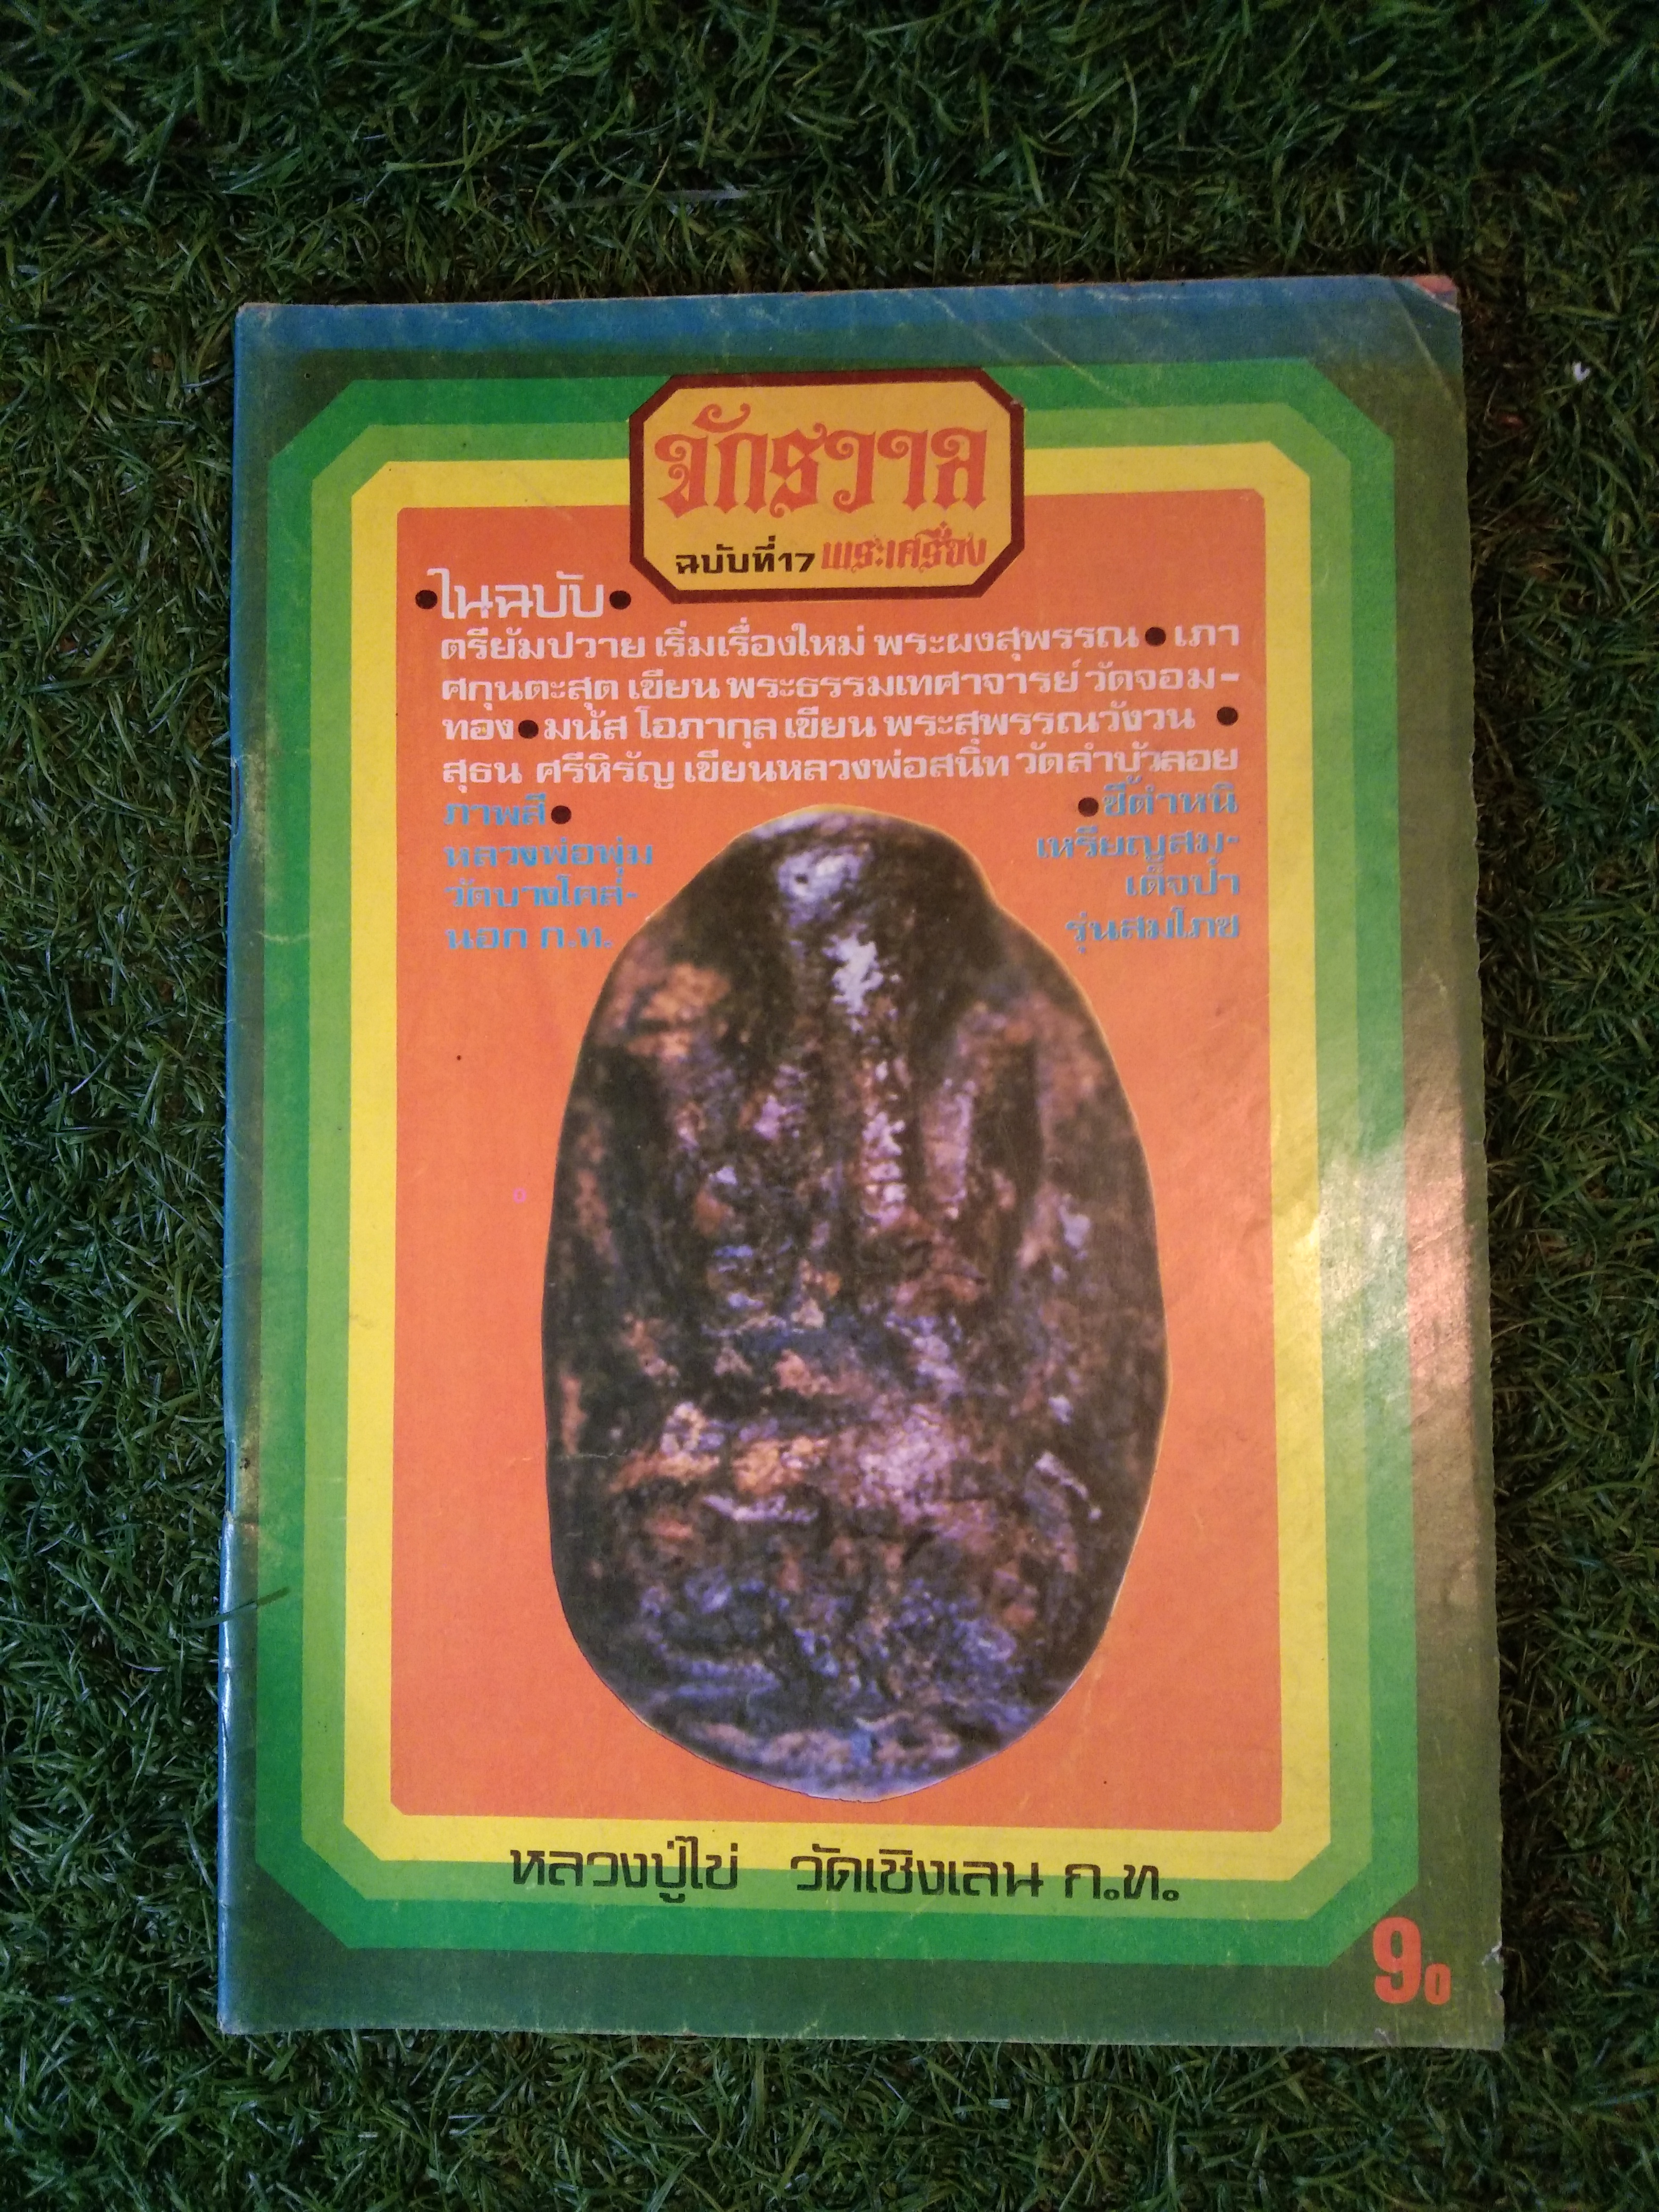 จักรวาล
ฉบับที่17 พระเครื่อง
●ในฉบับ●
ตรียัมปวาย เริ่มเรื่องใหม่ พระผงสุพรรณ ● เภา
ศกุนตะสุต เขียน พระธรรมเทศาจารย์ วัดจอม-
ทอง●มนัส โอภากุล เขียน พระสุพรรณวังวน ●
สุธน ศรีหิรัญ เขียนหลวงพ่อสนิท วัดลำบัวลอย
ภาพสี●
หลวงพ่อพุ่ม
วัดบางโคล่-
นอก ก.ท.
●ชี้ตำหนิ
เหรียญสม-
เด็จป๋า
รุ่นสมโภช
หลวงปู่ไข่ วัดเชิงเลน ก.ท.
90